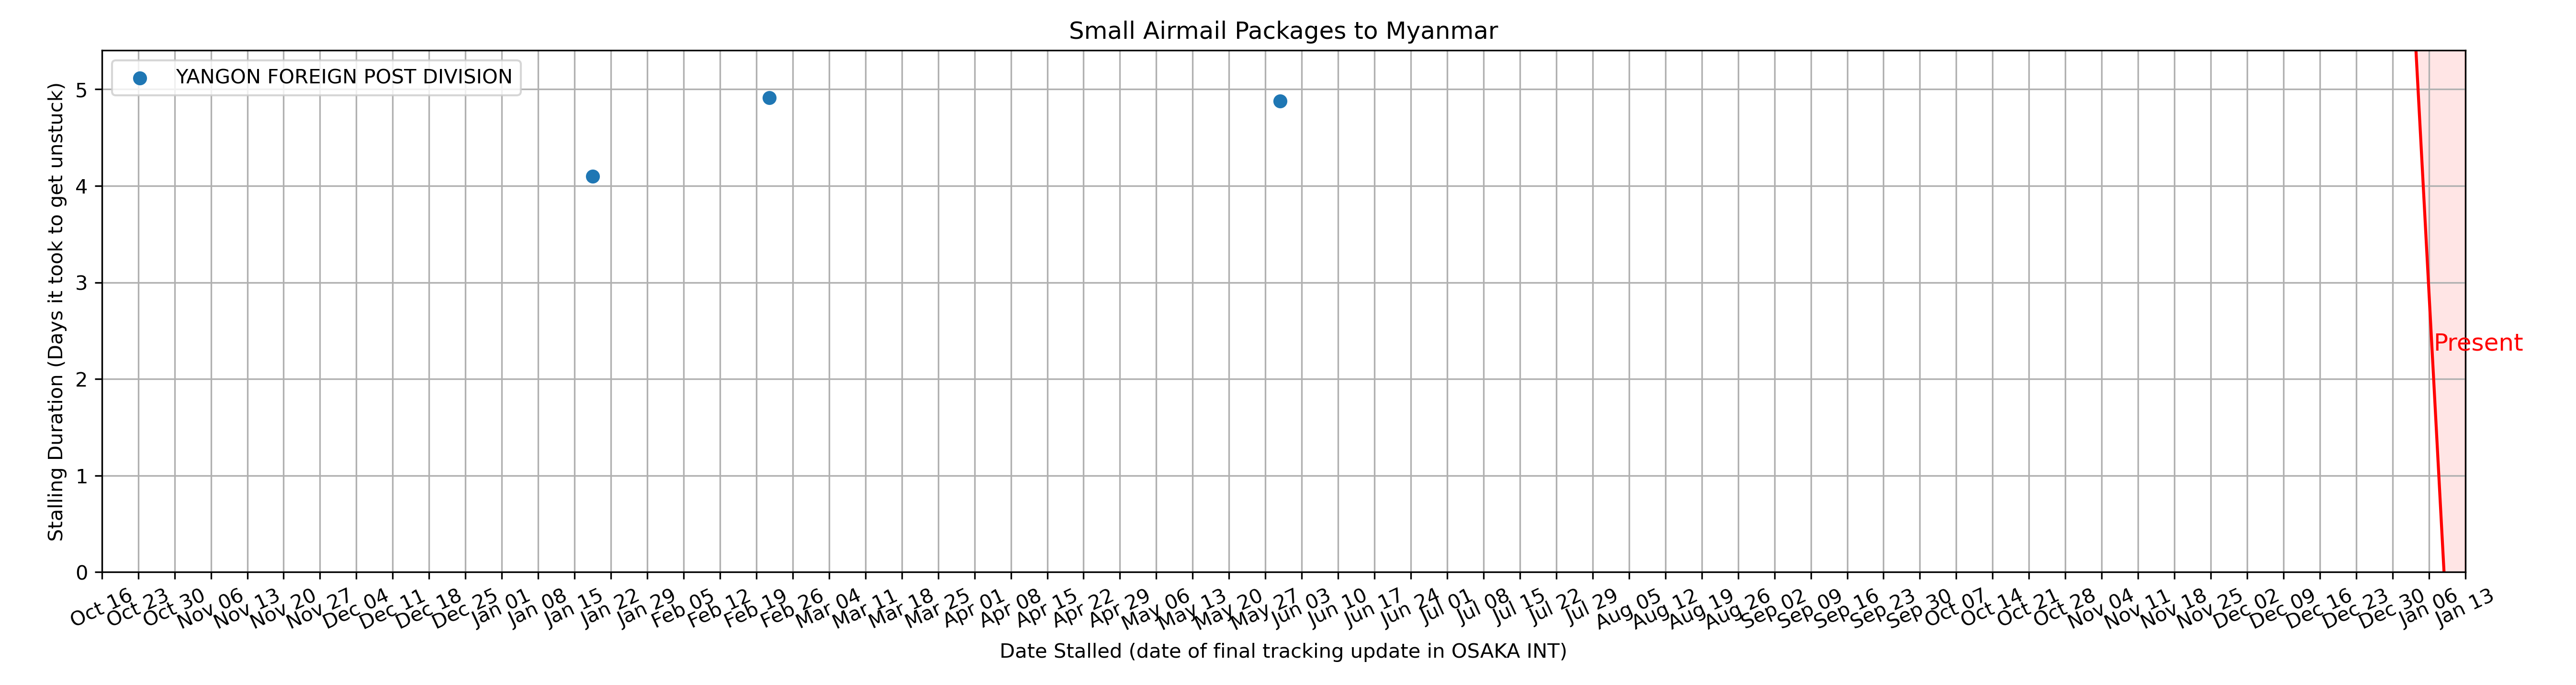 Small Airmail Packages to Myanmar
YANGON FOREIGN POST DIVISION
Stalling Duration (Days it took to get unstuck)
5
4
3
2
1
0
Present
Oct 16 Oct 23 Oct 30 Nov 06 Nov 13 Nov 20 Nov 27 Dec 04 Dec 11 Dec 18 Dec 25 Jan 01 Jan 08 Jan 15 Jan 22 Jan 29 Feb 05 Feb 12 Feb 19 Feb 26 Mar 04 Mar 11 Mar 18 Mar 25 Apr 01 Apr 08 Apr 15 Apr 22 Apr 29 May 06 May 13 May 20 May 27 Jun 03 Jun 10 Jun 17 Jun 24 Jul 01 Jul 08 Jul 15 Jul 22 Jul 29 Aug 05 Aug 12 Aug 19 Aug 26 Sep 02 Sep 09 Sep 16 Sep 23 Sep 30 Oct 07 Oct 14 Oct 21 Oct 28 Nov 04 Nov 11 Nov 18 Nov 25 Dec 02 Dec 09 Dec 16 Dec 23 Dec 30 Jan 06 Jan 13
Date Stalled (date of final tracking update in OSAKA INT)